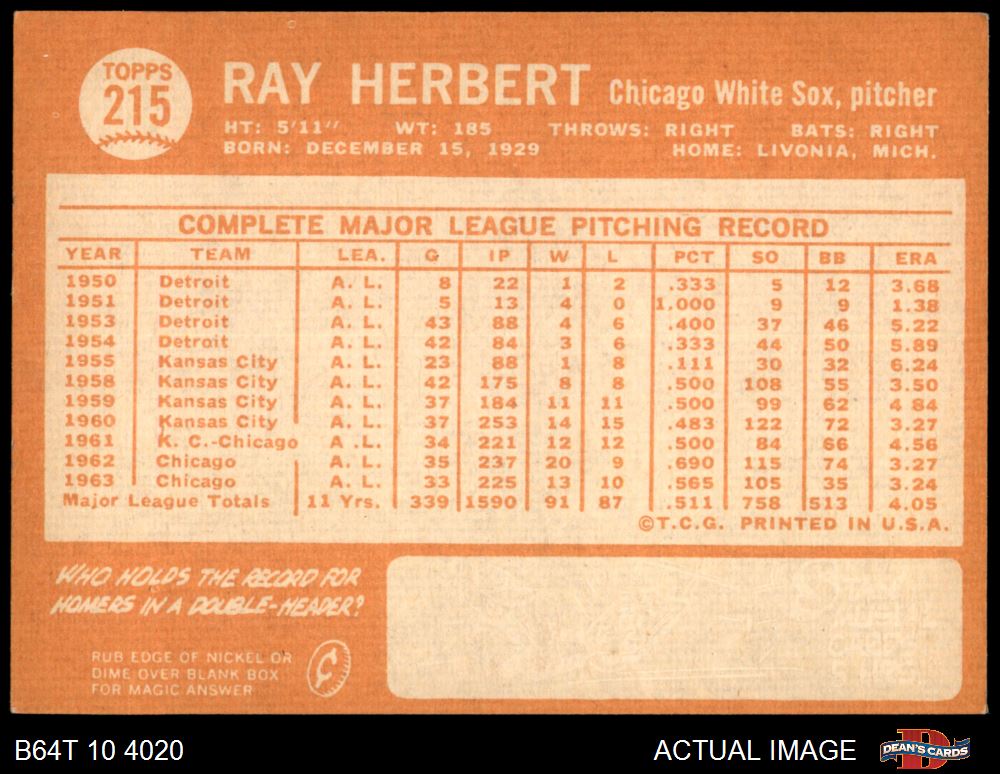 TOPPS
215
RAY HERBERT Chicago White Sox, pitcher
HT: 5'11" WT: 185 THROWS: RIGHT BATS: RIGHT
BORN: DECEMBER 15, 1929 HOME: LIVONIA, MICH.
COMPLETE MAJOR LEAGUE PITCHING RECORD
YEAR TEAM LEA. G IP W L PCT SO BB ERA
1950 Detroit A. L. 8 22 1 2 .333 5 12 3.68
1951 Detroit A. L. 5 13 4 0 1.000 9 9 1.38
1953 Detroit A. L. 43 88 4 6 .400 37 46 5.22
1954 Detroit A. L. 42 84 3 6 .333 44 50 5.89
1955 Kansas City A. L. 23 88 1 8 .111 30 32 6.24
1958 Kansas City A. L. 42 175 8 8 .500 108 55 3.50
1959 Kansas City A. L. 37 184 11 11 .500 99 62 4.84
1960 Kansas City A. L. 37 253 14 15 .483 122 72 3.27
1961 K. C.-Chicago A .L. 34 221 12 12 .500 84 66 4.56
1962 Chicago A. L. 35 237 20 9 .690 115 74 3.27
1963 Chicago A. L. 33 225 13 10 .565 105 35 3.24
Major League Totals 11 Yrs. 339 1590 91 87 .511 758 513 4.05
©T.C.G. PRINTED IN U.S.A.
WHO HOLDS THE RECORD FOR
HOMERS IN A DOUBLE-HEADER?
RUB EDGE OF NICKEL OR
DIME OVER BLANK BOX
FOR MAGIC ANSWER
B64T 10 4020 ACTUAL IMAGE DEAN'S CARDS